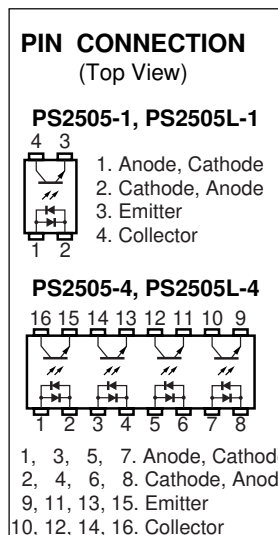 PIN CONNECTION
(Top View)
PS2505-1, PS2505L-1
4 3
1. Anode, Cathode
2. Cathode, Anode
3. Emitter
4. Collector
1 2
PS2505-4, PS2505L-4
16 15 14 13 12 11 10 9
1 2 3 4 5 6 7 8
1, 3, 5, 7. Anode, Cathod
2, 4, 6, 8. Cathode, Anod
9, 11, 13, 15. Emitter
10, 12, 14, 16. Collector